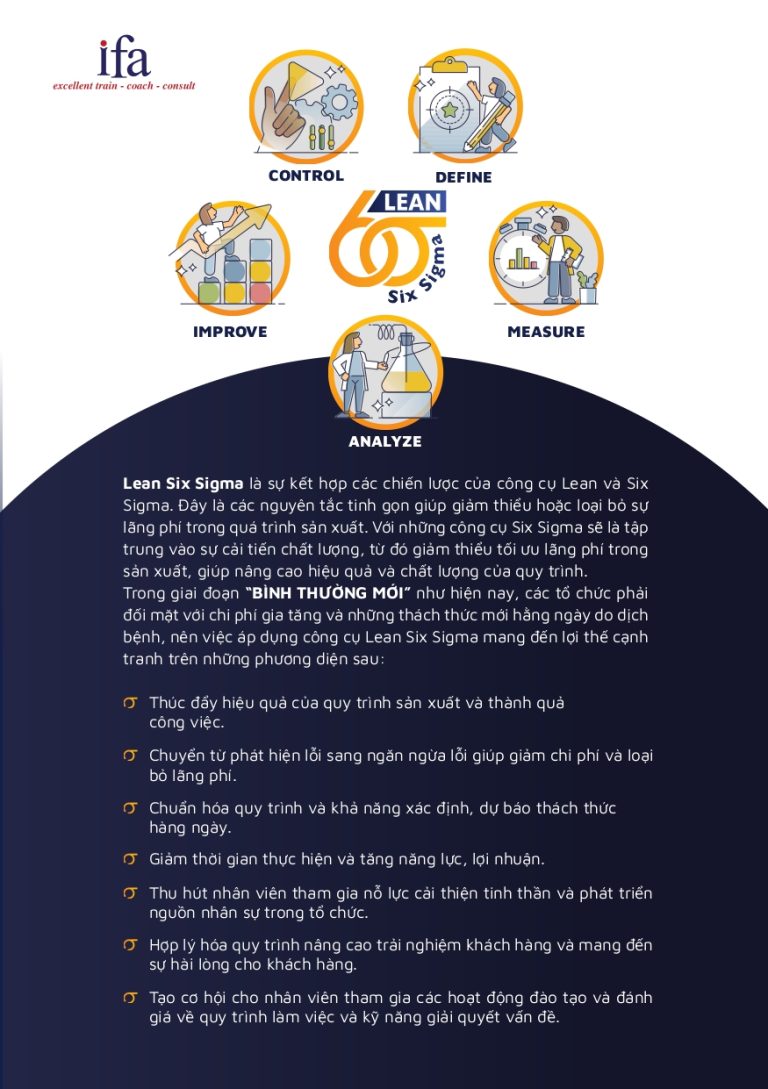 ifa
excellent train - coach - consult
CONTROL
DEFINE
LEAN
6σ
Six Sigma
IMPROVE
MEASURE
ANALYZE
Lean Six Sigma là sự kết hợp các chiến lược của công cụ Lean và Six
Sigma. Đây là các nguyên tắc tinh gọn giúp giảm thiểu hoặc loại bỏ sự
lãng phí trong quá trình sản xuất. Với những công cụ Six Sigma sẽ là tập
trung vào sự cải tiến chất lượng, từ đó giảm thiểu tối ưu lãng phí trong
sản xuất, giúp nâng cao hiệu quả và chất lượng của quy trình.
Trong giai đoạn “BÌNH THƯỜNG MỚI” như hiện nay, các tổ chức phải
đối mặt với chi phí gia tăng và những thách thức mới hằng ngày do dịch
bệnh, nên việc áp dụng công cụ Lean Six Sigma mang đến lợi thế cạnh
tranh trên những phương diện sau:
Thúc đẩy hiệu quả của quy trình sản xuất và thành quả
công việc.
Chuyển từ phát hiện lỗi sang ngăn ngừa lỗi giúp giảm chi phí và loại
bỏ lãng phí.
Chuẩn hóa quy trình và khả năng xác định, dự báo thách thức
hàng ngày.
Giảm thời gian thực hiện và tăng năng lực, lợi nhuận.
Thu hút nhân viên tham gia nỗ lực cải thiện tinh thần và phát triển
nguồn nhân sự trong tổ chức.
Hợp lý hóa quy trình nâng cao trải nghiệm khách hàng và mang đến
sự hài lòng cho khách hàng.
Tạo cơ hội cho nhân viên tham gia các hoạt động đào tạo và đánh
giá về quy trình làm việc và kỹ năng giải quyết vấn đề.